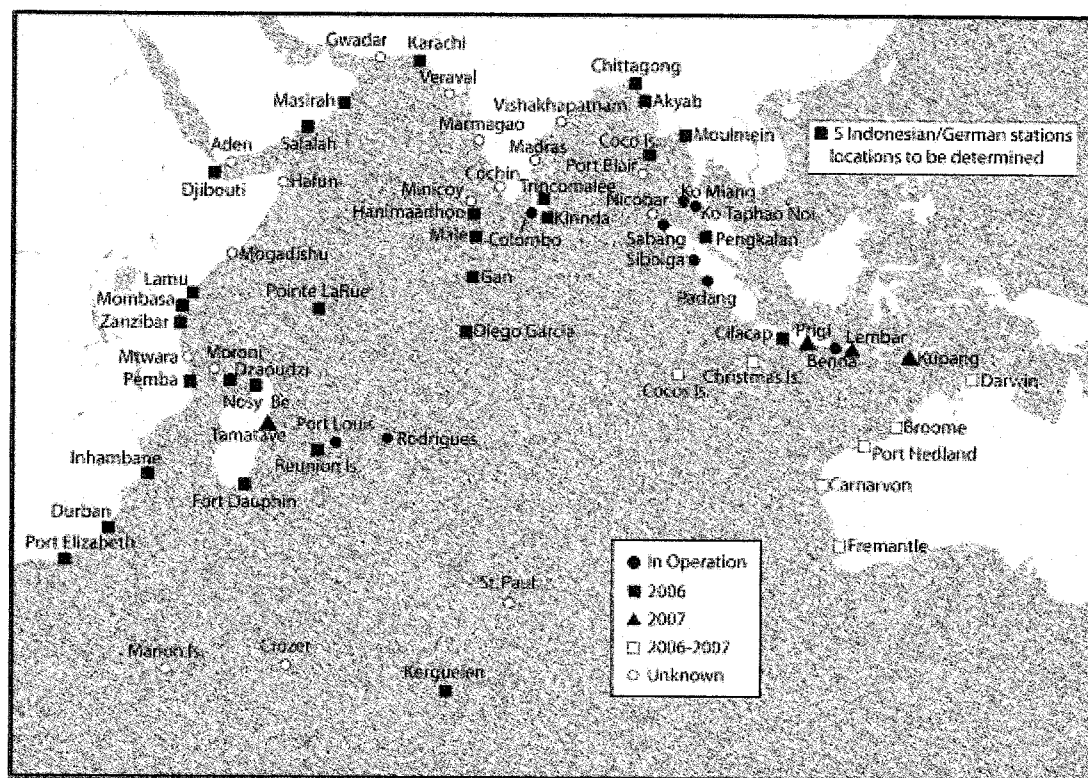 Gwadar
Karachi
Veraval
Chittagong
Masirah
Vishakhapatnam
Akyab
Marmagao
Moulmein
5 Indonesian/German stations
locations to be determined
Salalah
Aden
Madras
Coco Is.
Port Blair
Djibouti
Hafun
Cochin
Minicoy
Trincomalee
Nicobar
Ko Miang
Hanimaadhoo
Kirinda
Ko Taphao Noi
Male
Colombo
Sabang
Pengkalan
Mogadishu
Sibolga
Lamu
Gan
Mombasa
Pointe LaRue
Padang
Zanzibar
Diego Garcia
Cilacap
Prigi
Lembar
Mtwara
Moroni
Benoa
Kupang
Pemba
Dzaoudzi
Christmas Is.
Cocos Is.
Darwin
Nosy Be
Port Louis
Broome
Tamatave
Rodrigues
Port Hedland
Inhambane
Reunion Is.
Carnarvon
Fort Dauphin
Durban
Port Elizabeth
Fremantle
In Operation
St. Paul
2006
2007
2006-2007
Marion Is.
Crozet
Kerguelen
Unknown